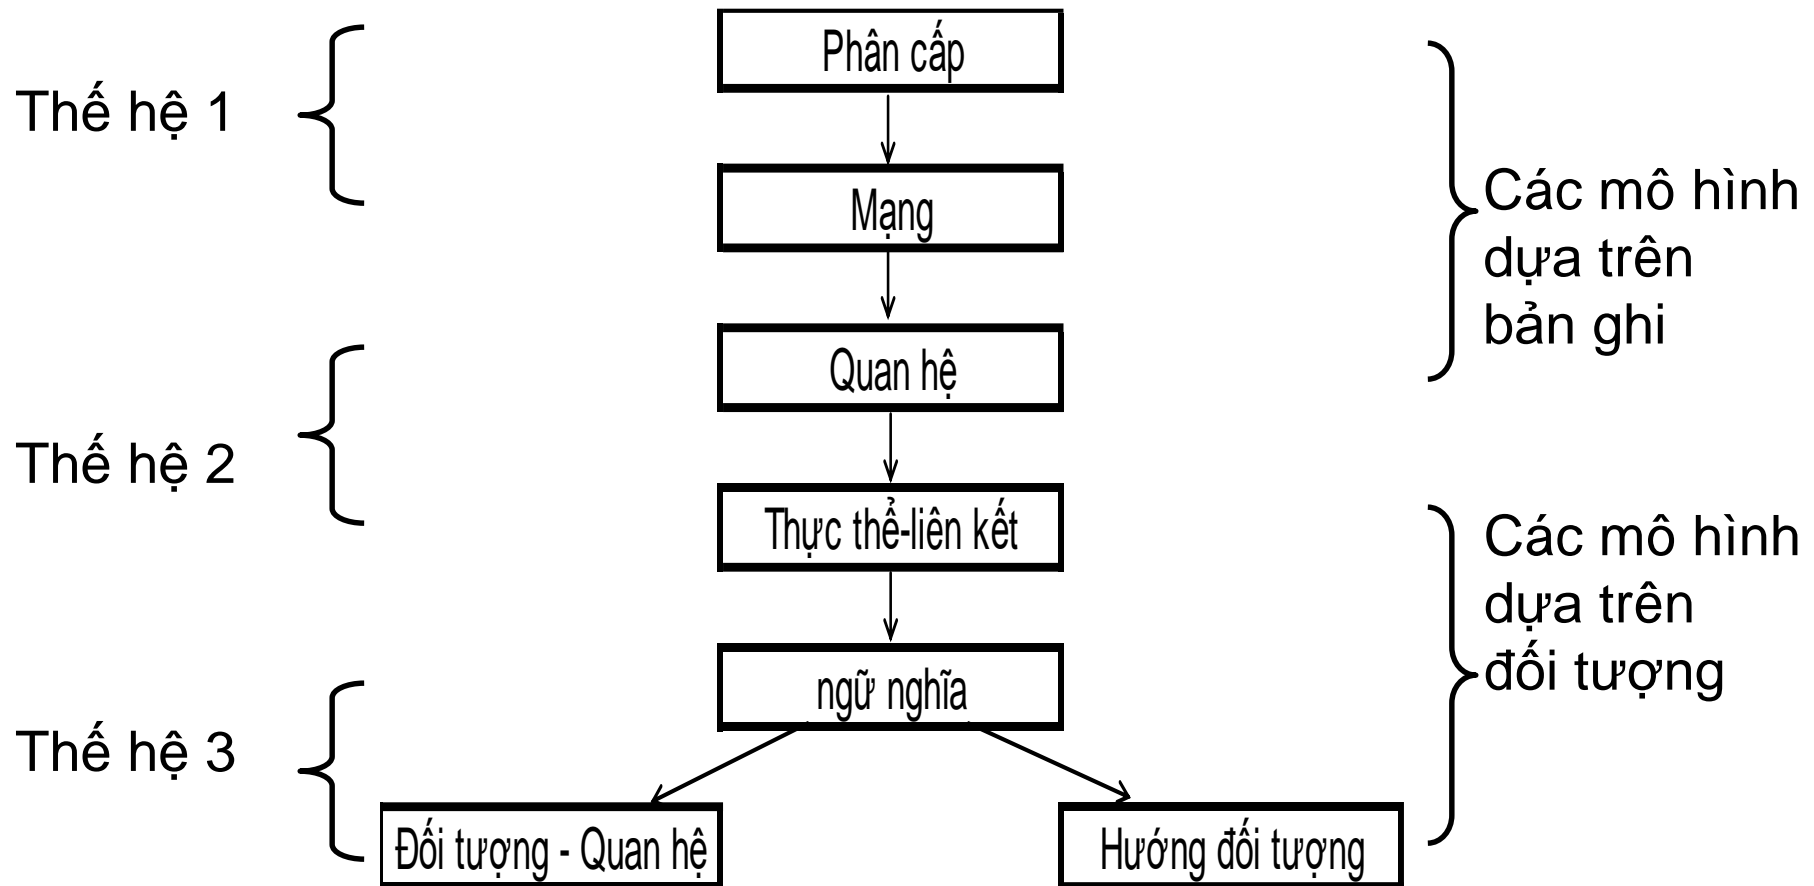 Phân cấp
Thế hệ 1
Mạng
Các mô hình
dựa trên
bản ghi
Quan hệ
Thế hệ 2
Thực thể-liên kết
Các mô hình
dựa trên
đối tượng
ngữ nghĩa
Thế hệ 3
Đối tượng - Quan hệ
Hướng đối tượng